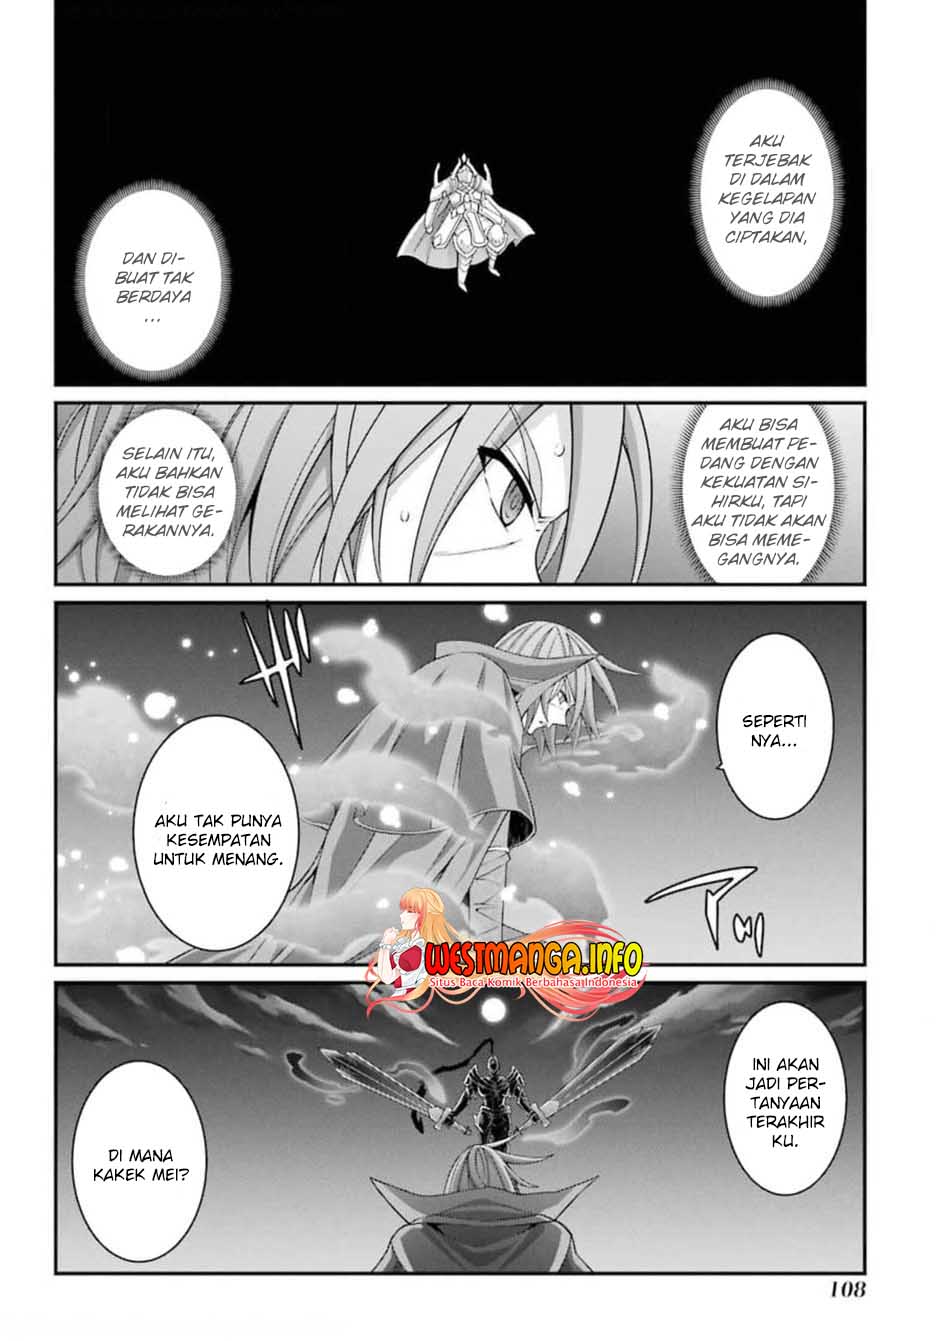 AKU
TERJEBAK
DI DALAM
KEGELAPAN
YANG DIA
CIPTAKAN,
DAN DI-
BUAT TAK
BERDAYA
...
AKU BISA
MEMBUAT PE-
DANG DENGAN
KEKUATAN SI-
HIRKU, TAPI
AKU TIDAK AKAN
BISA MEME-
GANGNYA.
SELAIN ITU,
AKU BAHKAN
TIDAK BISA
MELIHAT GE-
RAKANNYA.
SEPERTI
NYA...
AKU TAK PUNYA
KESEMPATAN
UNTUK MENANG.
WESTMANGA.INFO
Situs Baca Komik Berbahasa Indonesia
INI AKAN
JADI PER-
TANYAAN
TERAKHIR
KU.
DI MANA
KAKEK MEI?
108